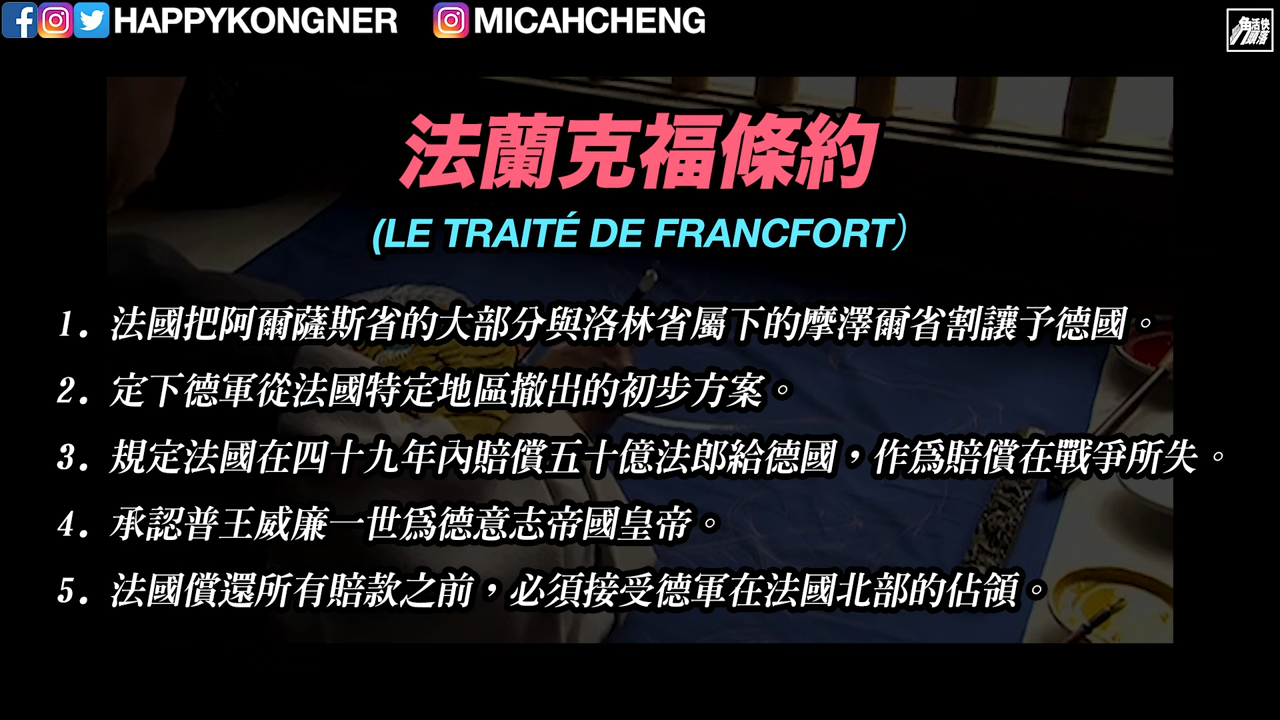 HAPPYKONGNER MICAHCHENG
法蘭克福條約
(LE TRAITÉ DE FRANCFORT)
1. 法國把阿爾薩斯省的大部分與洛林省屬下的摩澤爾省割讓予德國。
2. 定下德軍從法國特定地區撤出的初步方案。
3. 規定法國在四十九年內賠償五十億法郎給德國，作為賠償在戰爭所失。
4. 承認普王威廉一世為德意志帝國皇帝。
5. 法國償還所有賠款之前，必須接受德軍在法國北部的佔領。